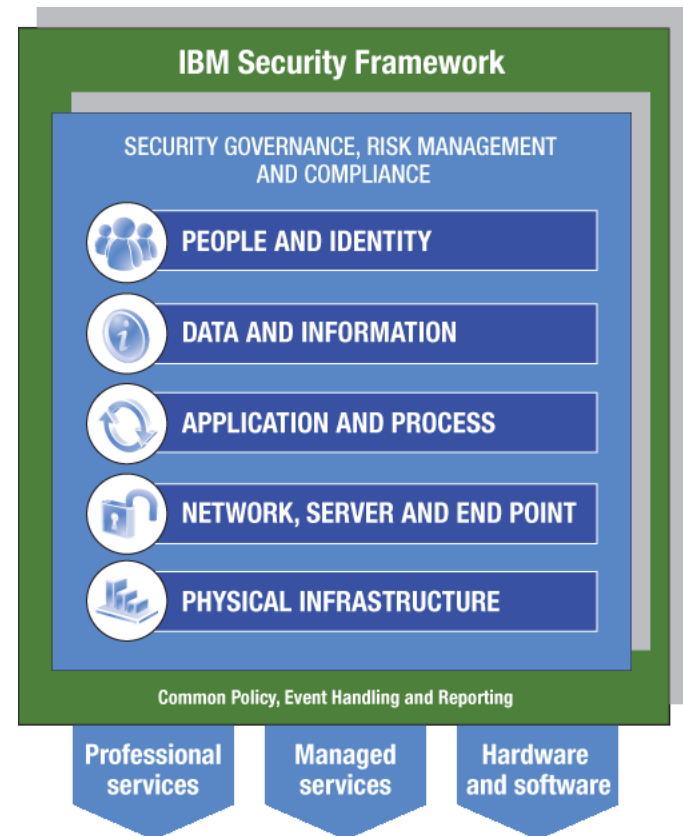 IBM Security Framework
SECURITY GOVERNANCE, RISK MANAGEMENT
AND COMPLIANCE
PEOPLE AND IDENTITY
DATA AND INFORMATION
APPLICATION AND PROCESS
NETWORK, SERVER AND END POINT
PHYSICAL INFRASTRUCTURE
Common Policy, Event Handling and Reporting
Professional
services
Managed
services
Hardware
and software